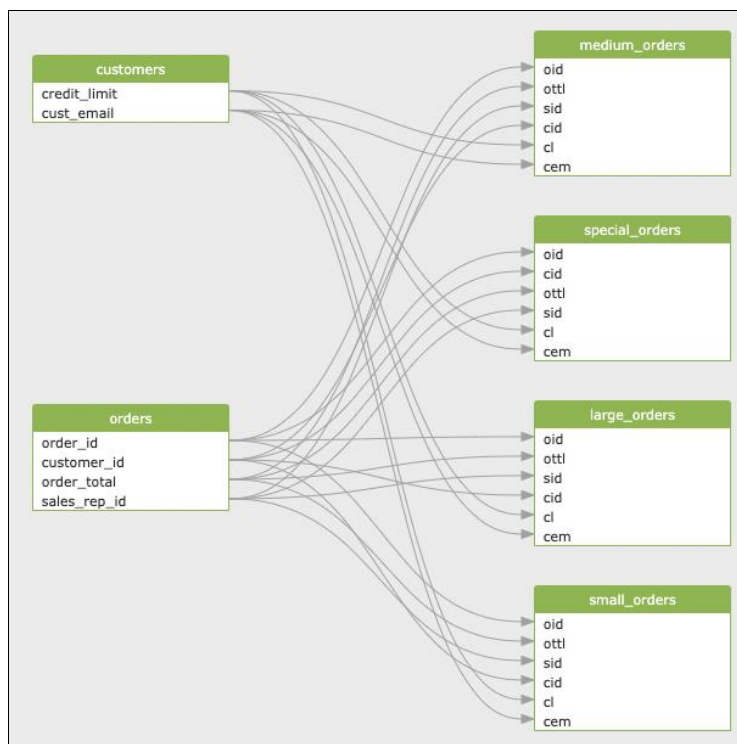 customers
credit_limit
cust_email
orders
order_id
customer_id
order_total
sales_rep_id
medium_orders
oid
ottl
sid
cid
cl
cem
special_orders
oid
cid
ottl
sid
cl
cem
large_orders
oid
ottl
sid
cid
cl
cem
small_orders
oid
ottl
sid
cid
cl
cem